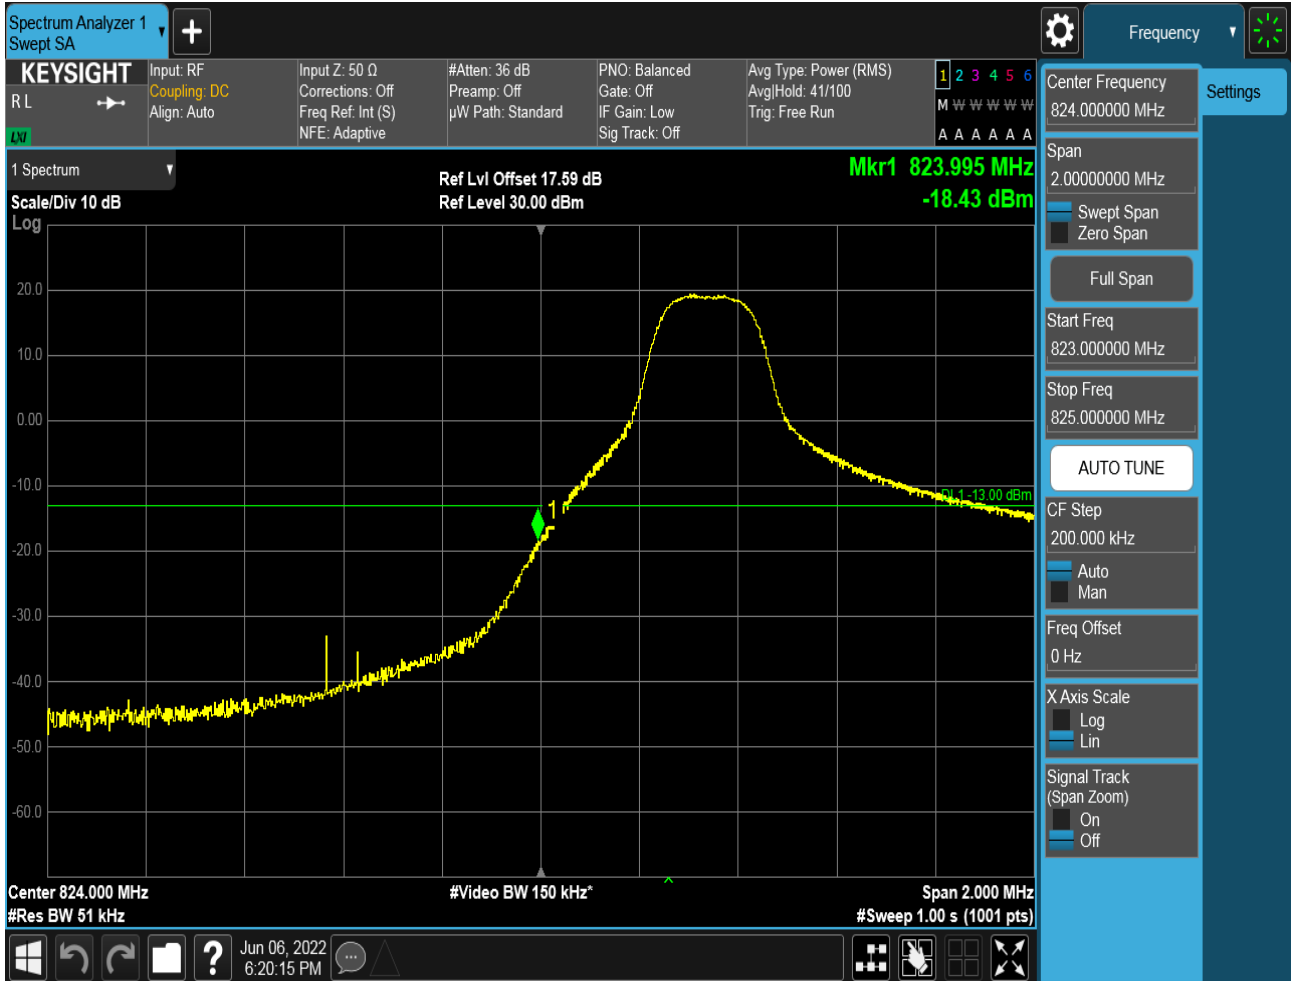 Spectrum Analyzer 1
Swept SA
+
Frequency
KEYSIGHT
R L
LXI
Input: RF
Coupling: DC
Align: Auto
Input Z: 50 Ω
Corrections: Off
Freq Ref: Int (S)
NFE: Adaptive
#Atten: 36 dB
Preamp: Off
µW Path: Standard
PNO: Balanced
Gate: Off
IF Gain: Low
Sig Track: Off
Avg Type: Power (RMS)
Avg|Hold: 41/100
Trig: Free Run
1 2 3 4 5 6
M W W W W W
A A A A A A
1 Spectrum
Scale/Div 10 dB
Log
Ref Lvl Offset 17.59 dB
Ref Level 30.00 dBm
Mkr1 823.995 MHz
-18.43 dBm
20.0
10.0
0.00
-10.0
-20.0
-30.0
-40.0
-50.0
-60.0
1
DL1 -13.00 dBm
Center 824.000 MHz
#Res BW 51 kHz
#Video BW 150 kHz*
Span 2.000 MHz
#Sweep 1.00 s (1001 pts)
Center Frequency
824.000000 MHz
Settings
Span
2.00000000 MHz
Swept Span
Zero Span
Full Span
Start Freq
823.000000 MHz
Stop Freq
825.000000 MHz
AUTO TUNE
CF Step
200.000 kHz
Auto
Man
Freq Offset
0 Hz
X Axis Scale
Log
Lin
Signal Track
(Span Zoom)
On
Off
?
Jun 06, 2022
6:20:15 PM